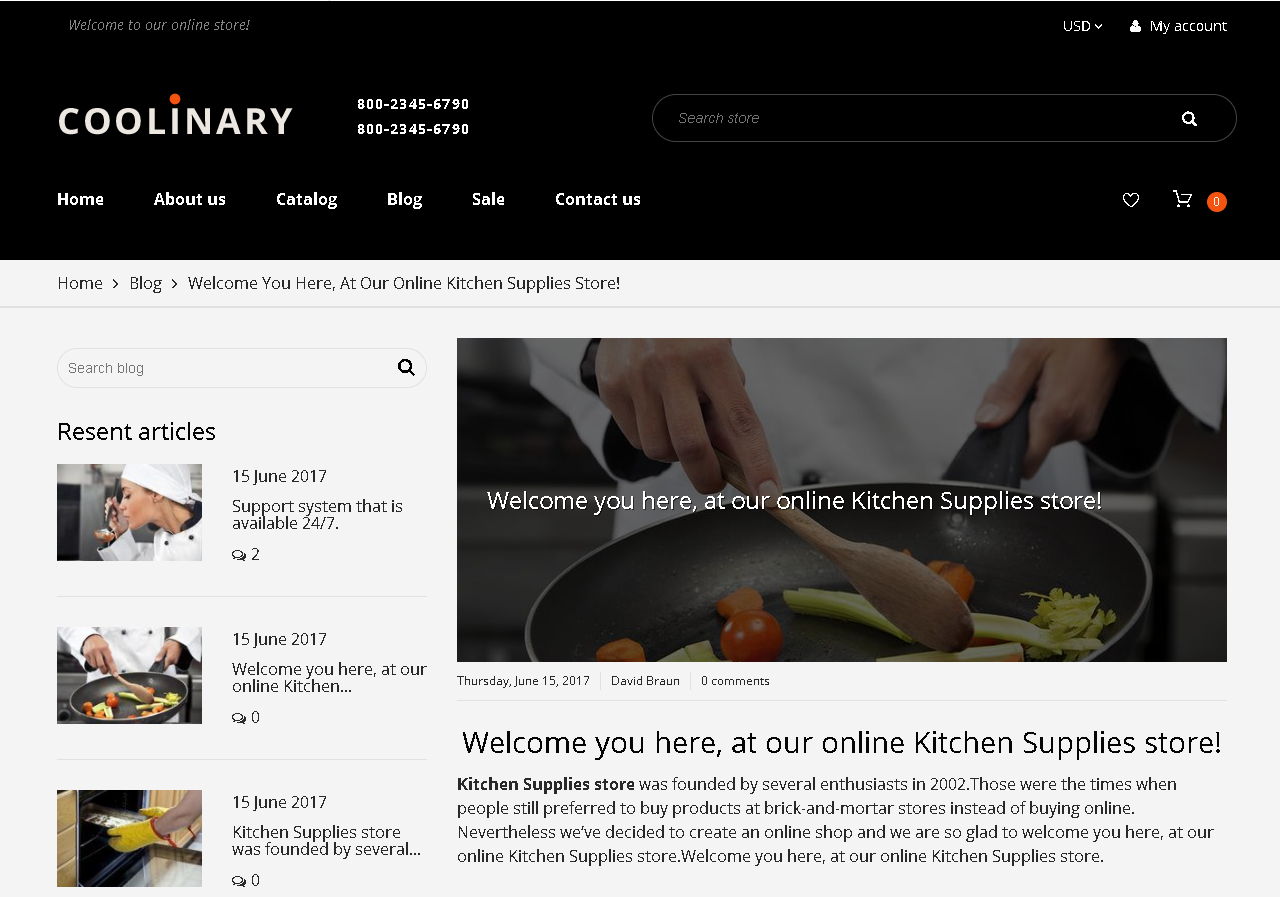 Welcome to our online store!
USD
My account
COOLINARY
800-2345-6790
800-2345-6790
Search store
Home About us Catalog Blog Sale Contact us
0
Home > Blog > Welcome You Here, At Our Online Kitchen Supplies Store!
Search blog
Resent articles
15 June 2017
Support system that is
available 24/7.
2
15 June 2017
Welcome you here, at our
online Kitchen...
0
15 June 2017
Kitchen Supplies store
was founded by several...
0
Welcome you here, at our online Kitchen Supplies store!
Thursday, June 15, 2017 David Braun 0 comments
Welcome you here, at our online Kitchen Supplies store!
Kitchen Supplies store was founded by several enthusiasts in 2002.Those were the times when
people still preferred to buy products at brick-and-mortar stores instead of buying online.
Nevertheless we’ve decided to create an online shop and we are so glad to welcome you here, at our
online Kitchen Supplies store.Welcome you here, at our online Kitchen Supplies store.